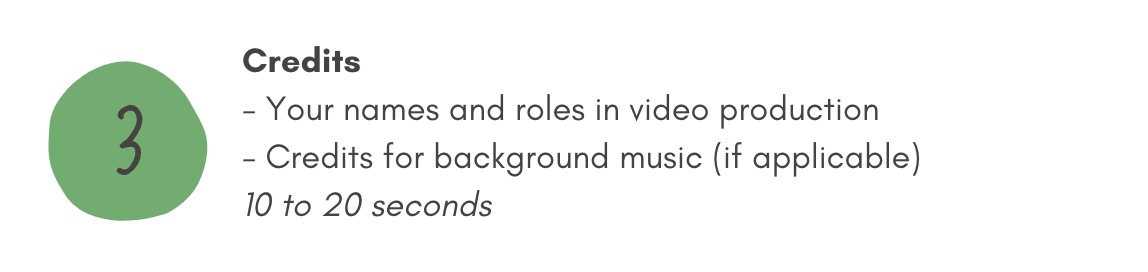 3
Credits
- Your names and roles in video production
- Credits for background music (if applicable)
10 to 20 seconds